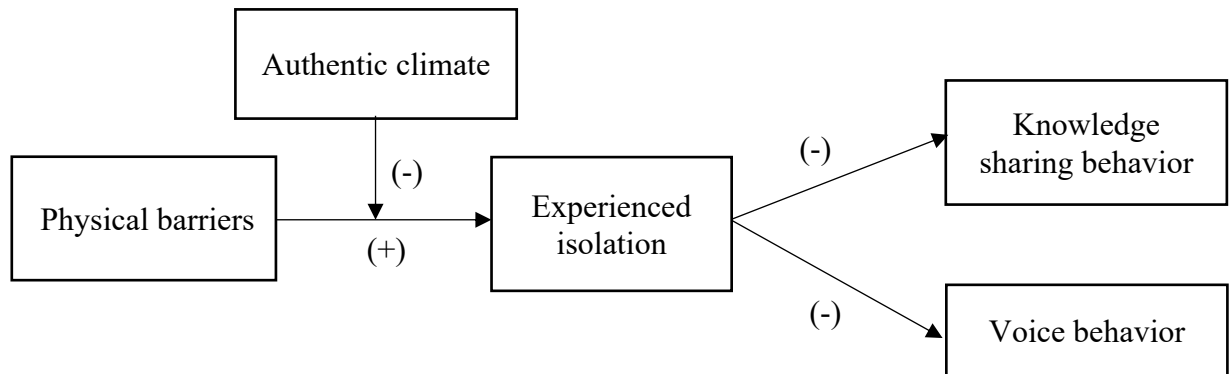 Authentic climate
Physical barriers
(-)
(+)
Experienced
isolation
(-)
(-)
Knowledge
sharing behavior
Voice behavior